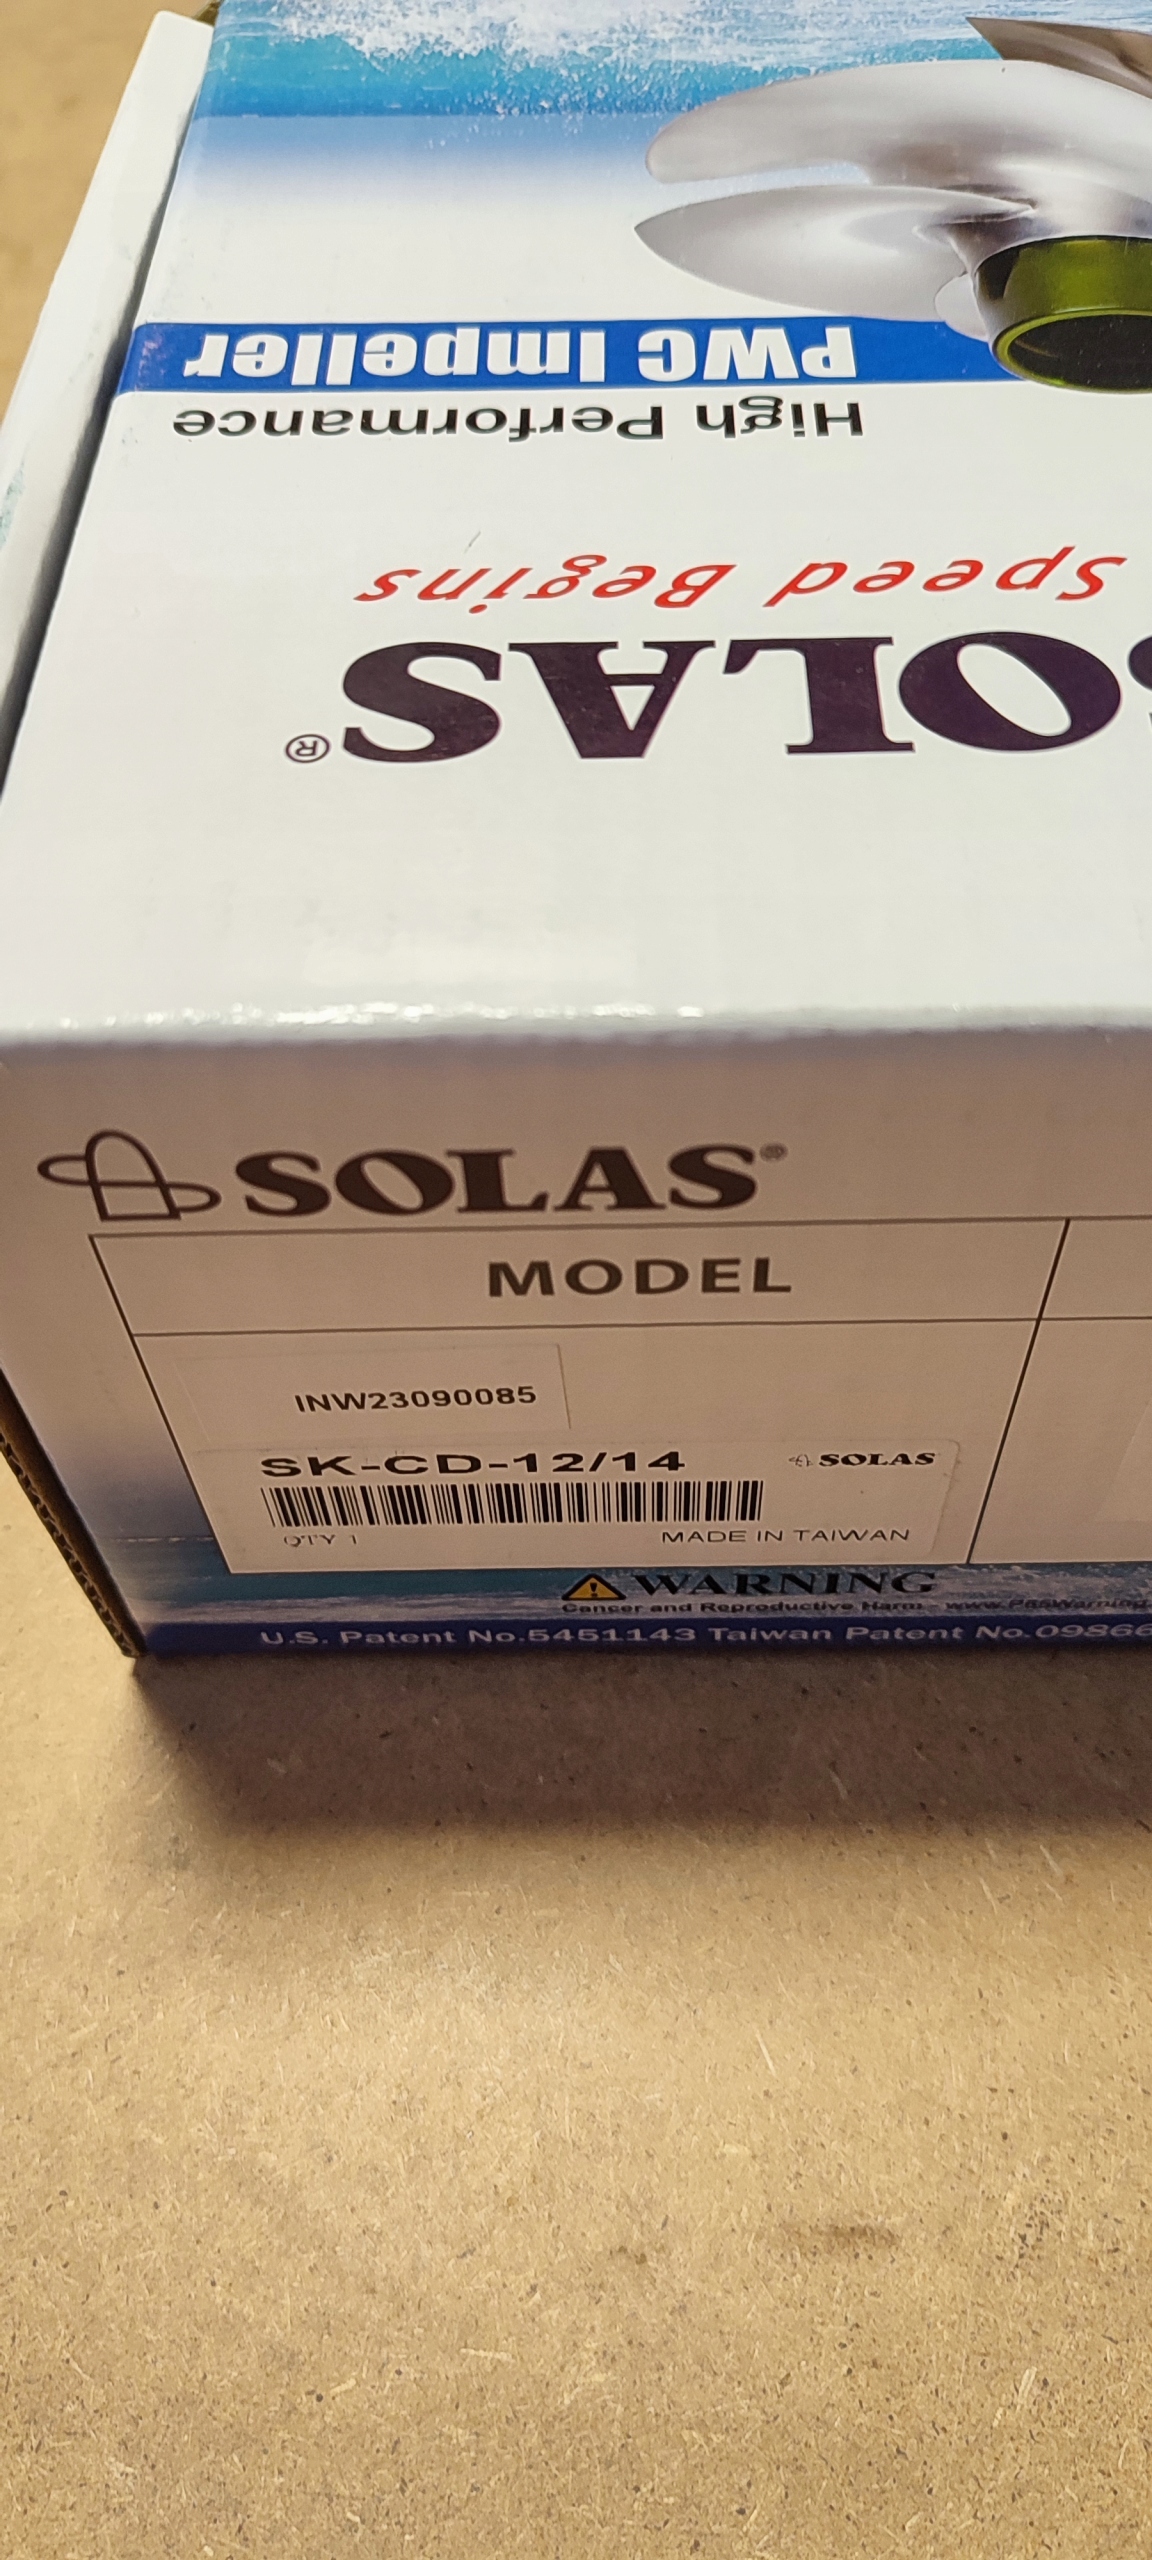 PWC Impeller
High Performance
Speed Begins
SOLAS®
SOLAS®
MODEL
INW23090085
SK-CD-12/14
SOLAS
QTY 1
MADE IN TAIWAN
WARNING
Cancer and Reproductive Harm
U.S. Patent No.5451143 Taiwan Patent No.09866